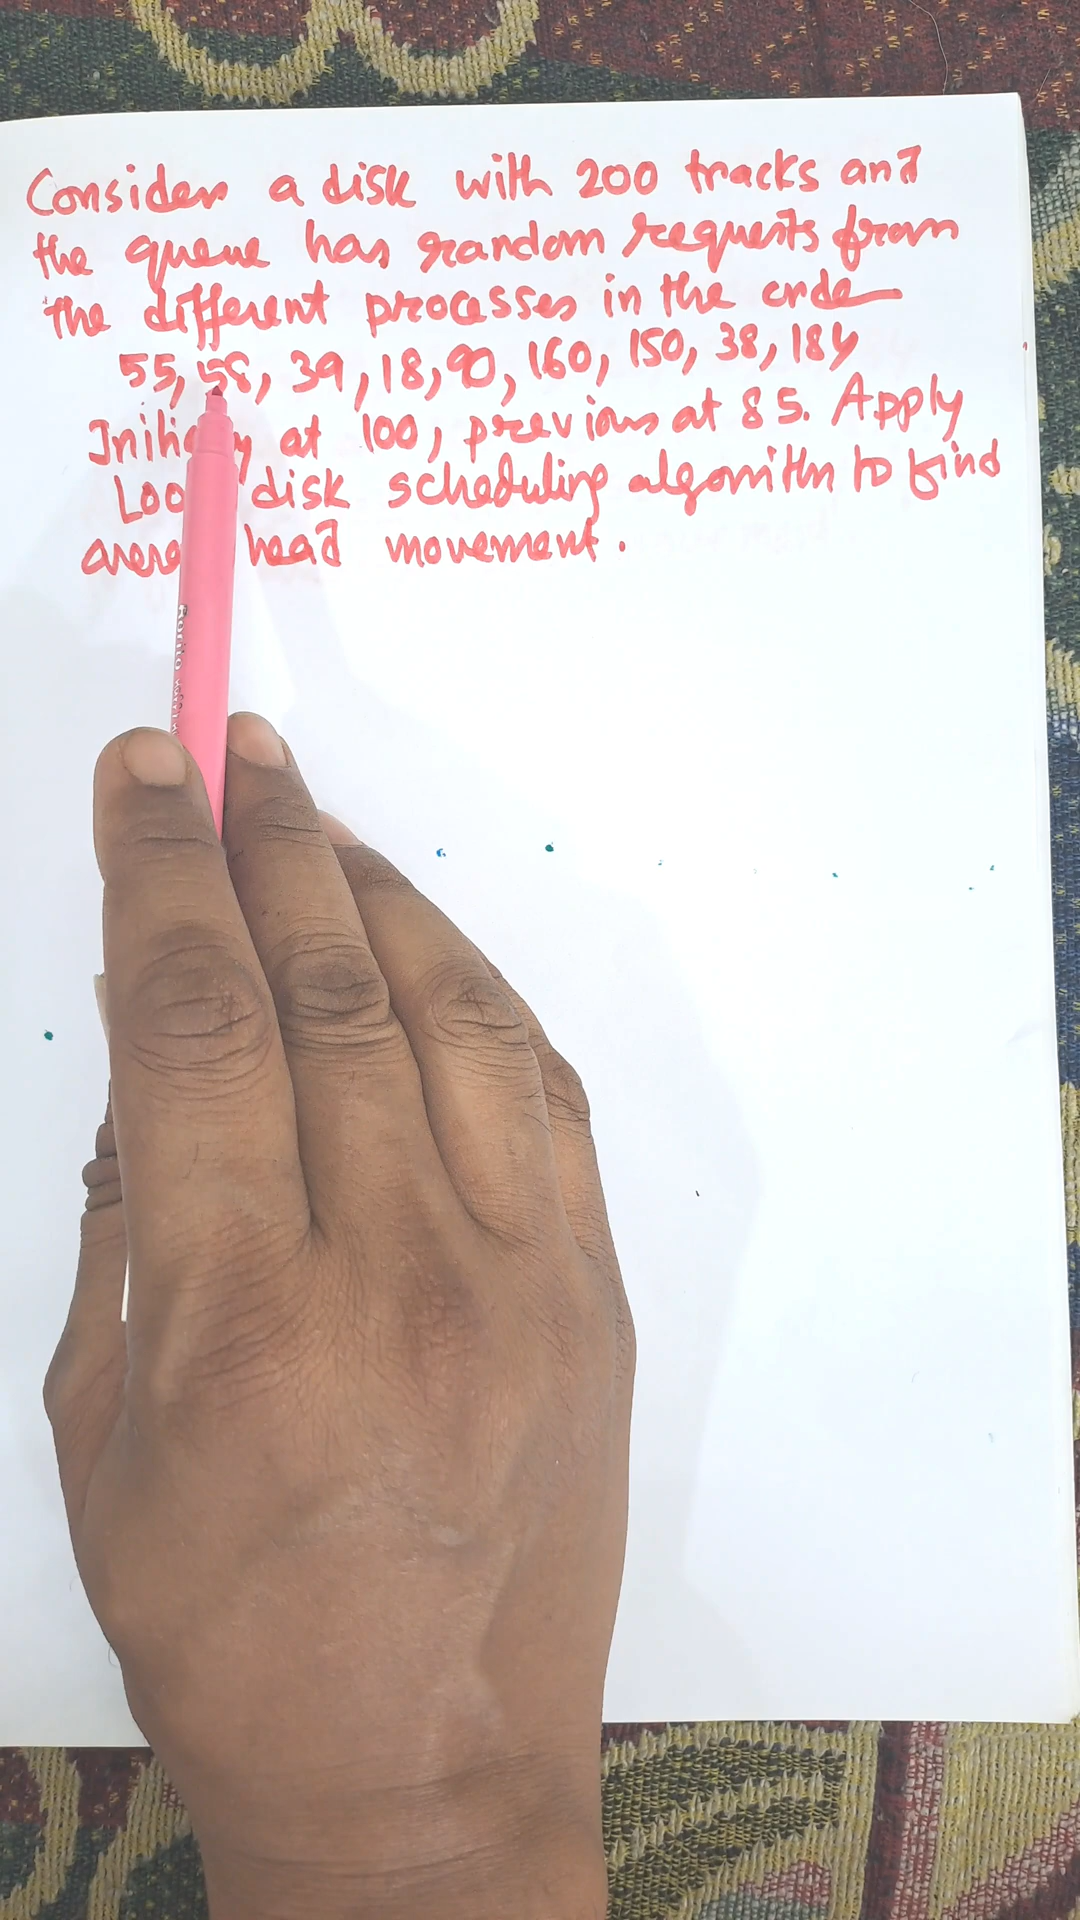 Consider a disk with 200 tracks and
the queue has random requests from
the different processes in the order
55, 58, 39, 18, 90, 160, 150, 38, 184
at 100, previous at 85. Apply
disk scheduling algorithm to find
head movement.